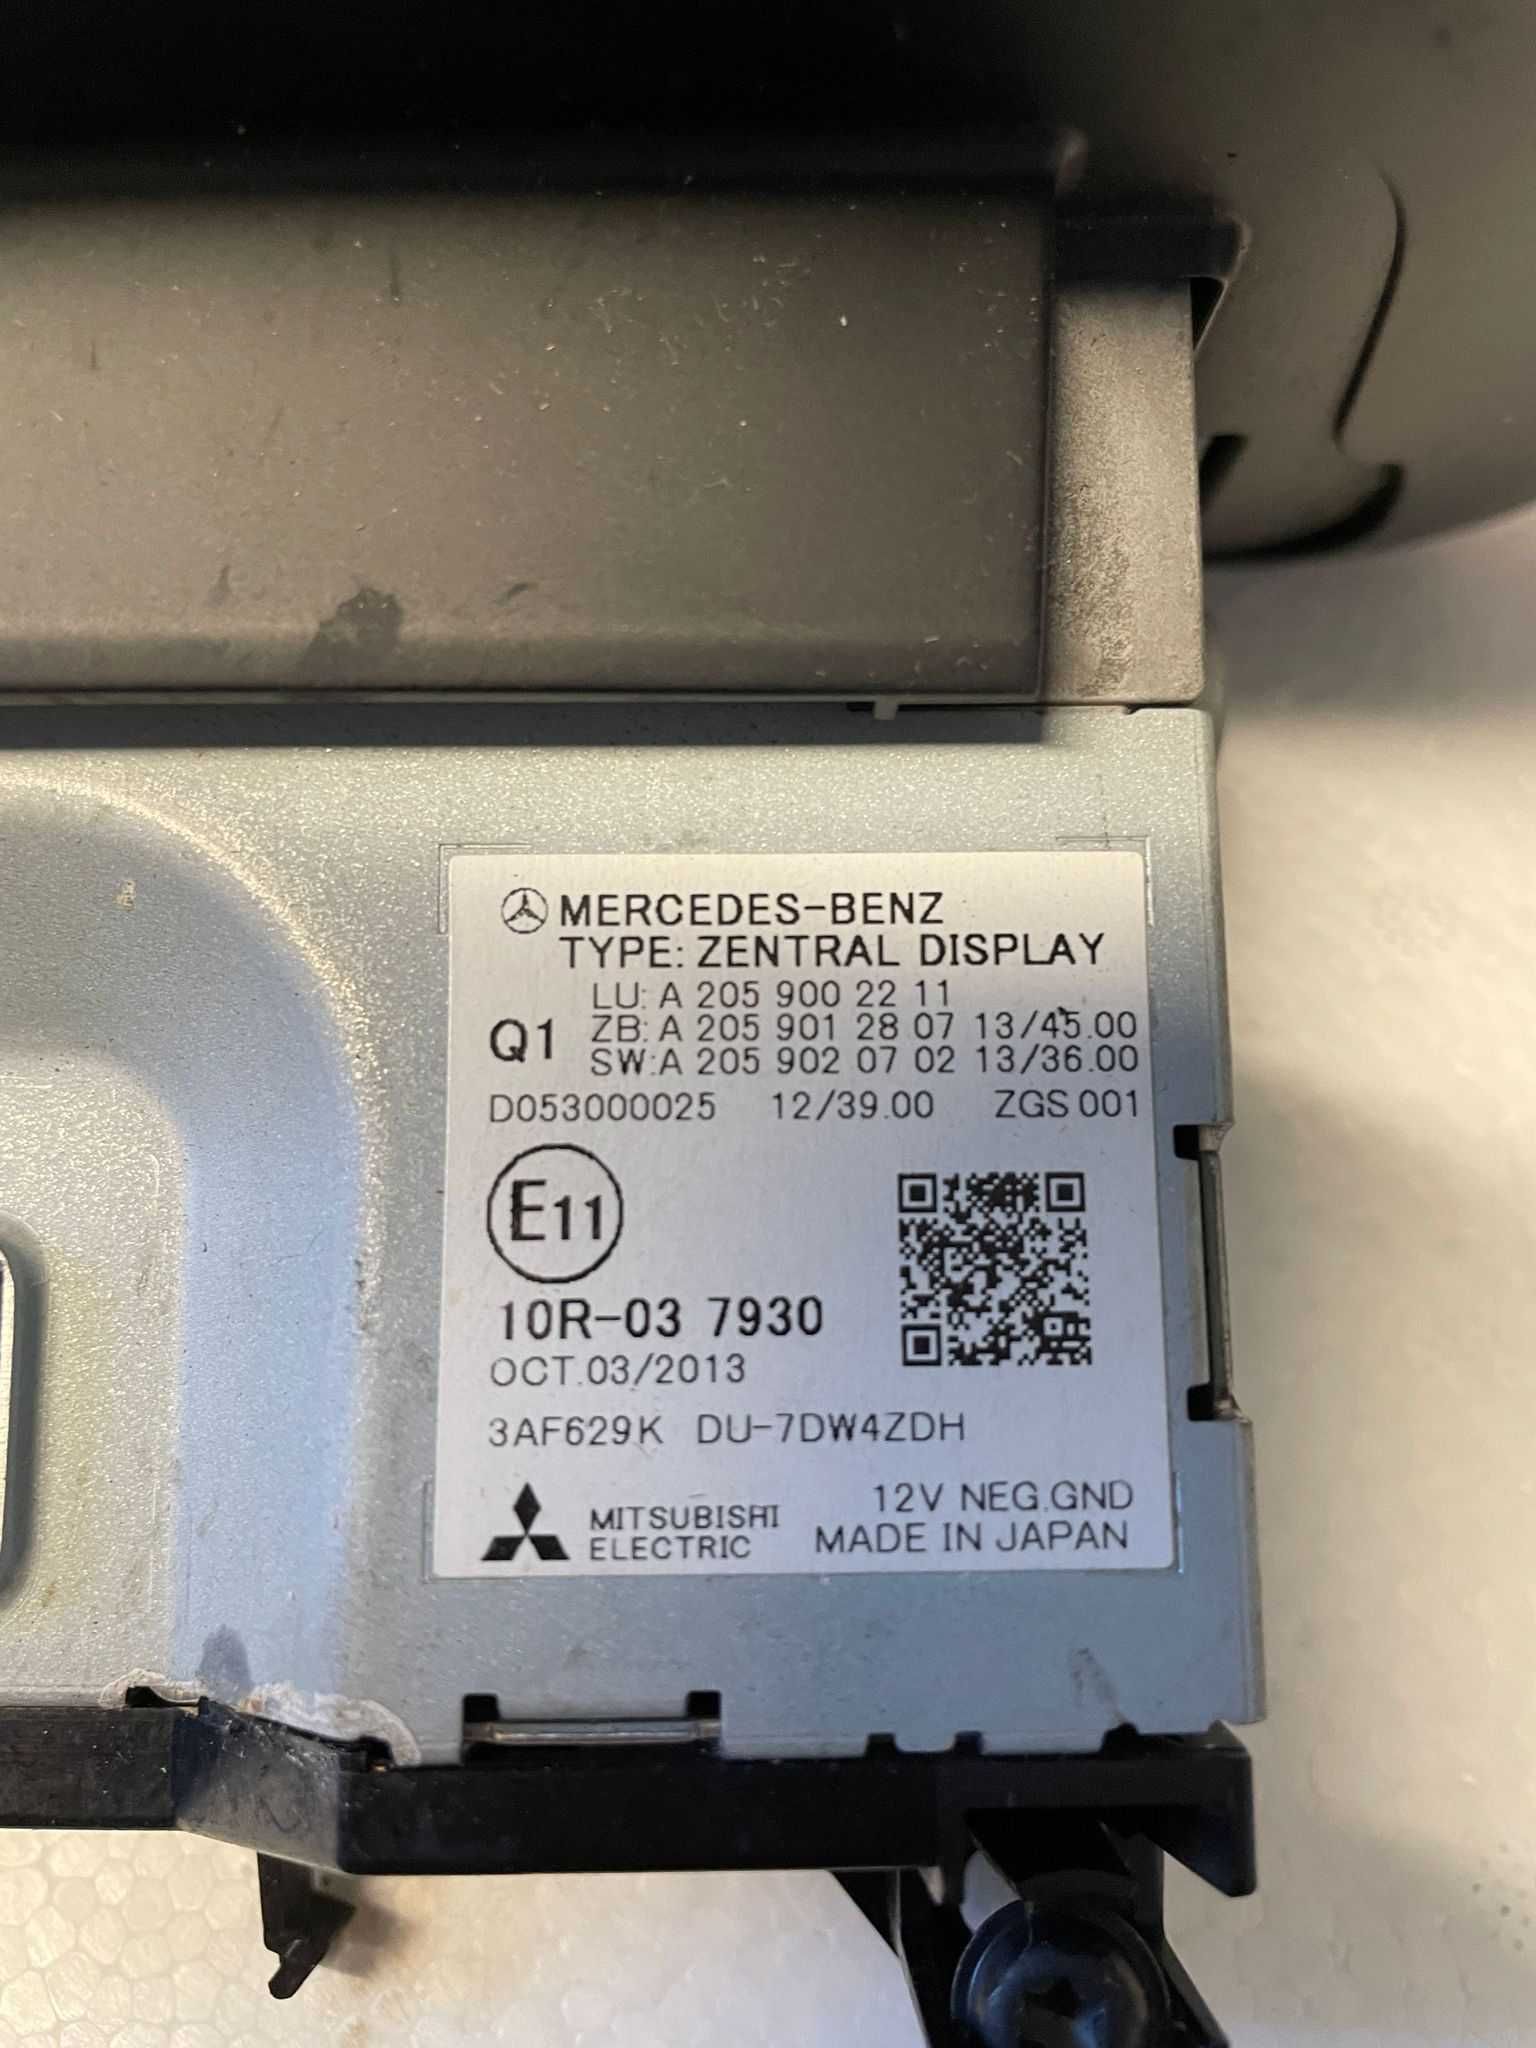 MERCEDES-BENZ
TYPE: ZENTRAL DISPLAY
LU: A 205 900 22 11
Q1 ZB: A 205 901 28 07 13/45.00
SW:A 205 902 07 02 13/36.00
D053000025 12/39.00 ZGS 001
E11
10R-03 7930
OCT.03/2013
3AF629K DU-7DW4ZDH
12V NEG.GND
MITSUBISHI ELECTRIC
MADE IN JAPAN